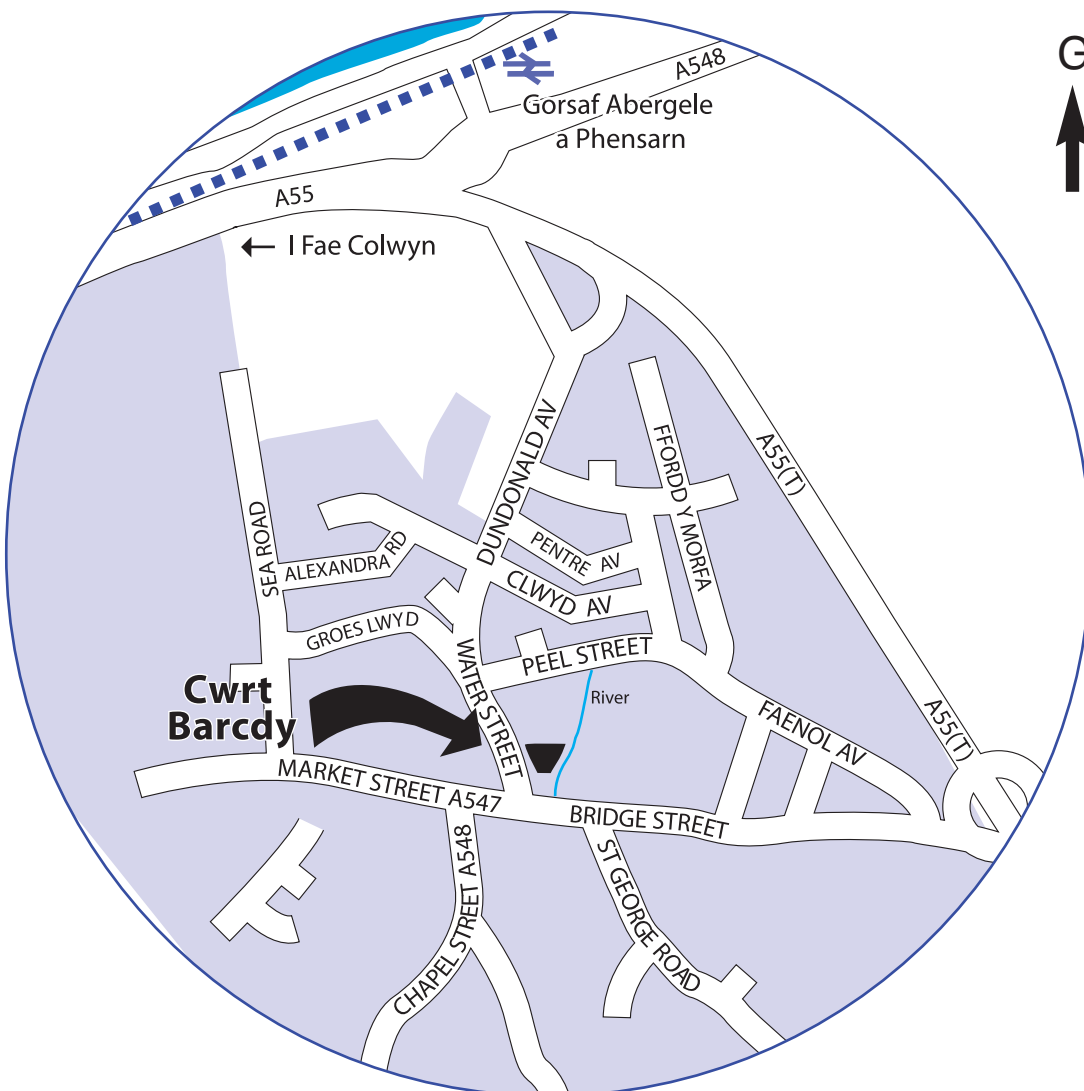 G
A548
Gorsaf Abergele
a Phensarn
A55
I Fae Colwyn
A55(T)
DUNDONALD AV
FFORDD Y MORFA
SEA ROAD
ALEXANDRA RD
PENTRE AV
CLWYD AV
GROES LWYD
WATER STREET
PEEL STREET
River
Cwrt
Barcdy
FAENOL AV
A55(T)
MARKET STREET A547
BRIDGE STREET
CHAPEL STREET A548
ST GEORGE ROAD